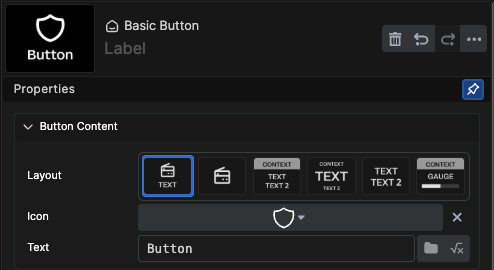 Button
Basic Button
Label
Properties
Button Content
Layout
TEXT
CONTEXT
TEXT
TEXT 2
CONTEXT
TEXT
TEXT 2
TEXT
TEXT 2
CONTEXT
GAUGE
Icon
Text
Button
√x